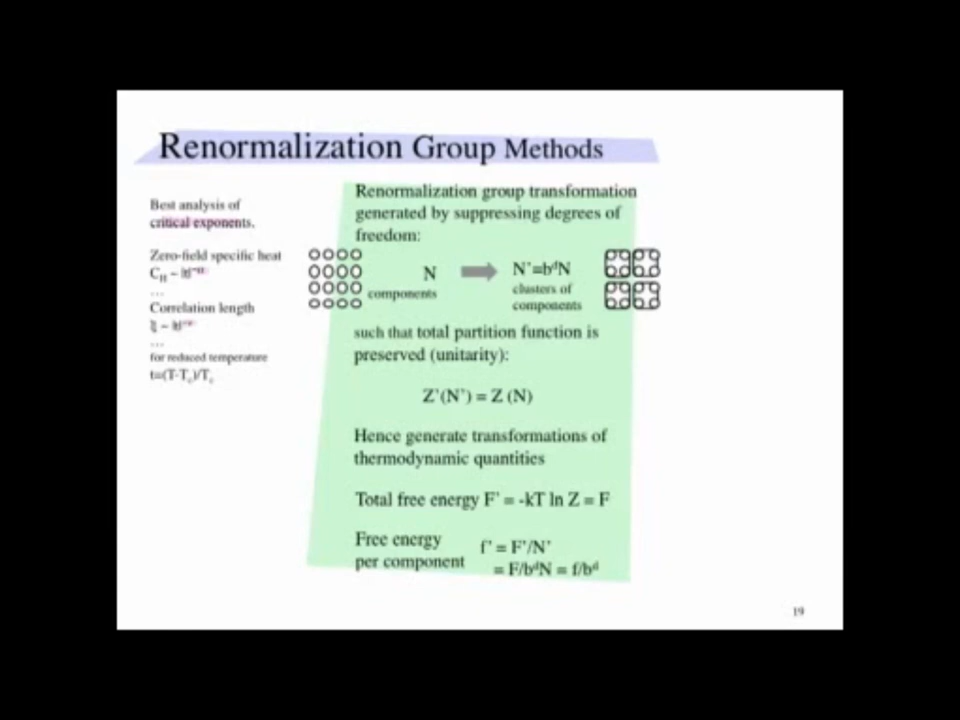 Renormalization Group Methods
Best analysis of
critical exponents.
Zero-field specific heat
C_H ~ |t|^-α
...
Correlation length
ξ ~ |t|^-ν
...
for reduced temperature
t=(T-T_c)/T_c
Renormalization group transformation
generated by suppressing degrees of
freedom:
N
components
N'=b^dN
clusters of
components
such that total partition function is
preserved (unitarity):
Z'(N') = Z (N)
Hence generate transformations of
thermodynamic quantities
Total free energy F' = -kT ln Z = F
Free energy
per component
f' = F'/N'
= F/b^dN = f/b^d
19